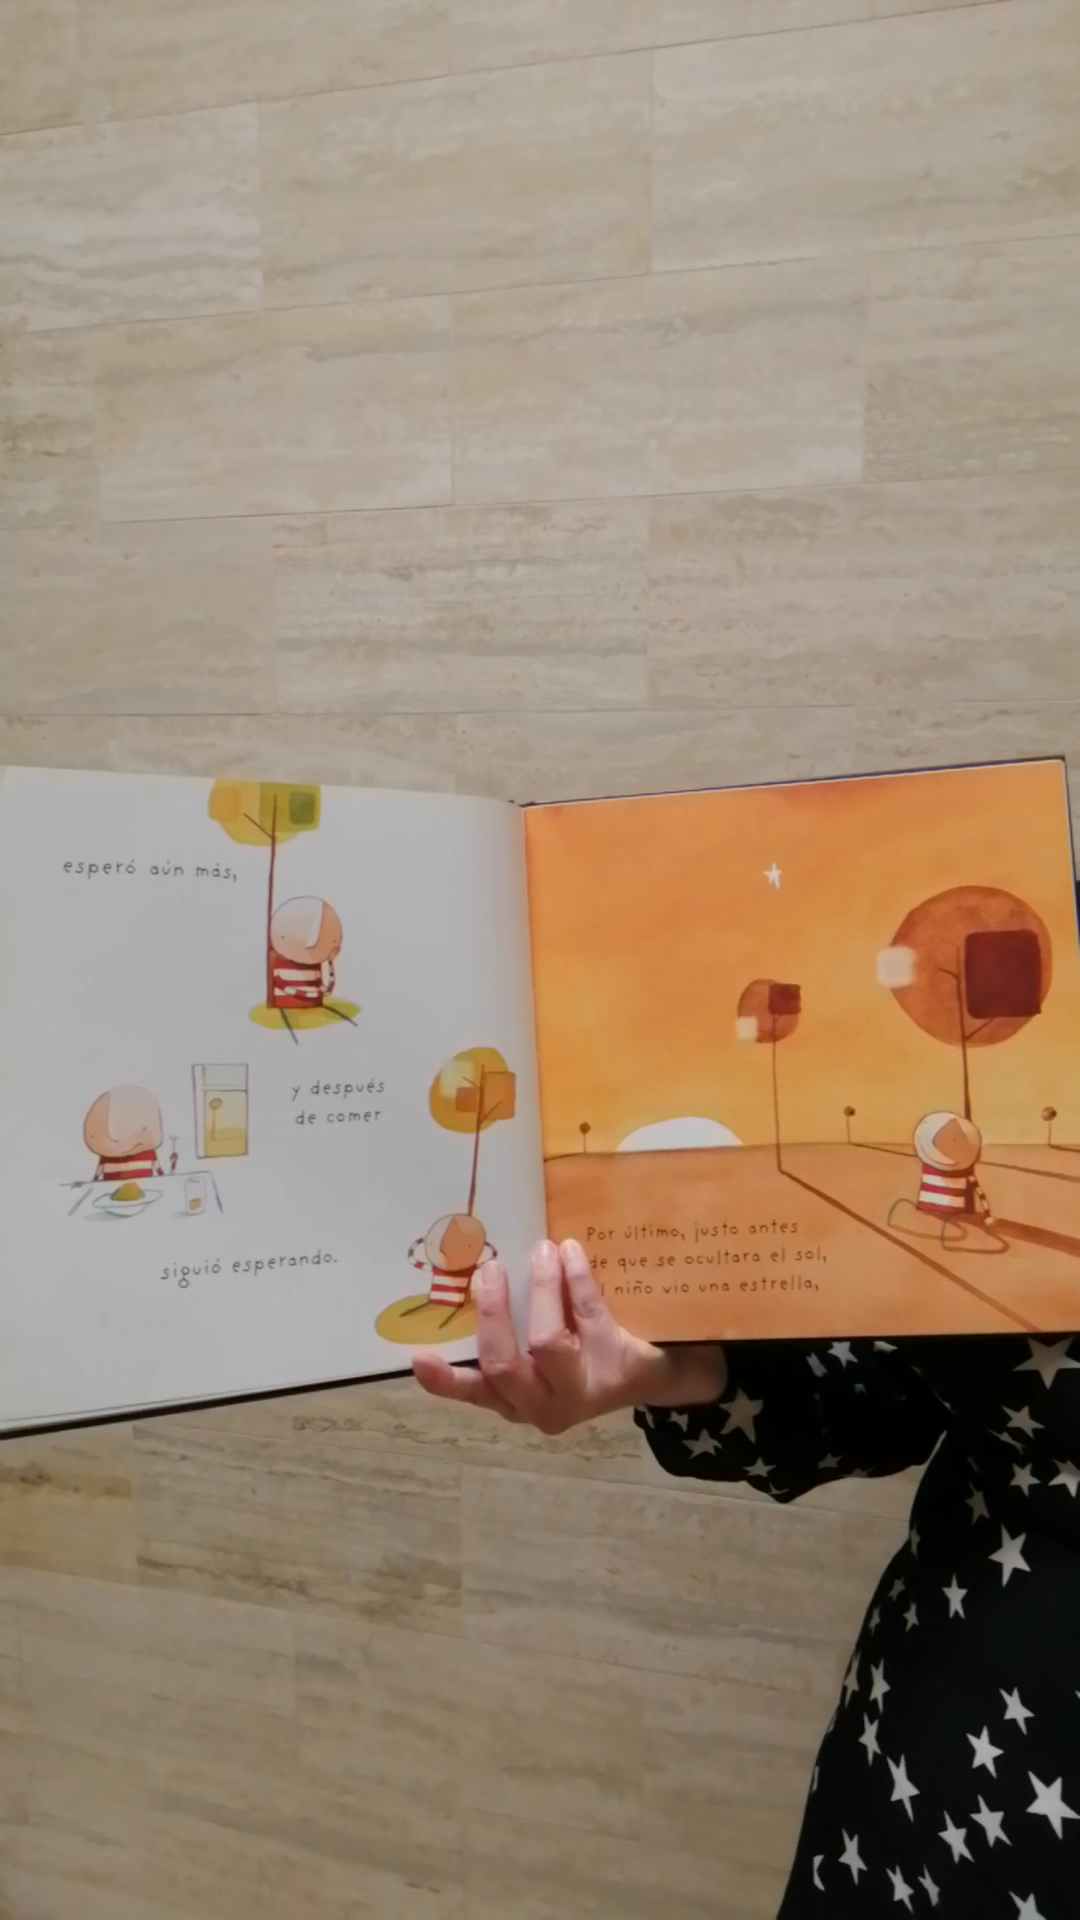 esperó aún más,
y después
de comer
siguió esperando.
Por último, justo antes
de que se ocultara el sol,
niño vio una estrella,